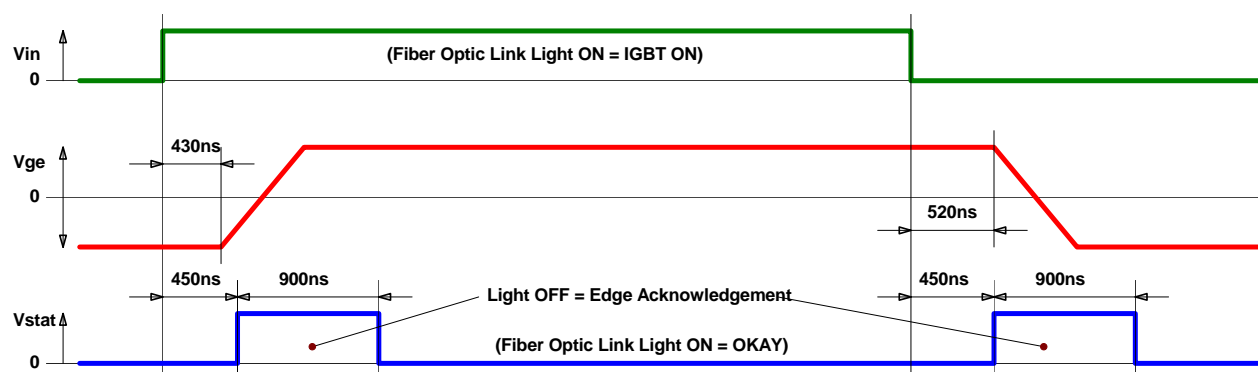 Vin
(Fiber Optic Link Light ON = IGBT ON)
0
430ns
Vge
0
520ns
450ns
900ns
Light OFF = Edge Acknowledgement
450ns
900ns
Vstat
(Fiber Optic Link Light ON = OKAY)
0